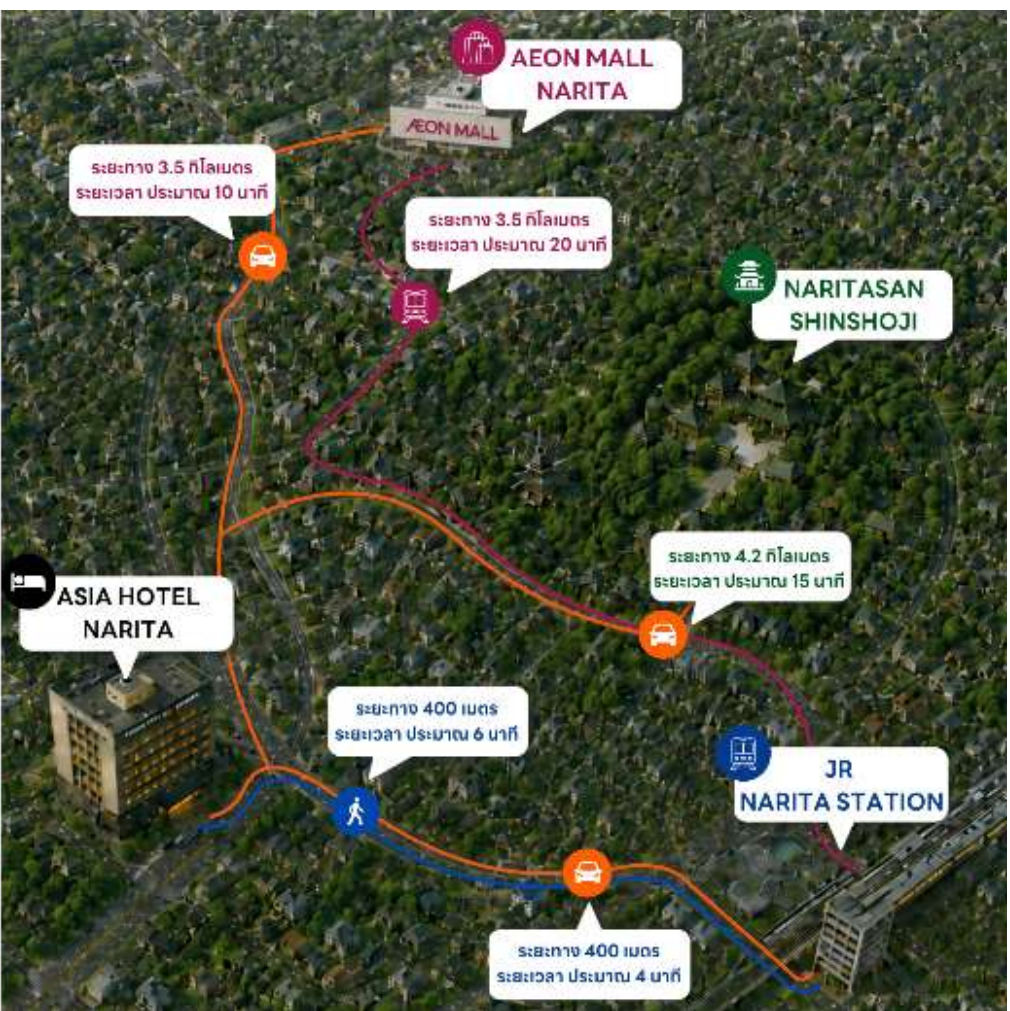 AEON MALL
NARITA
ÆON MALL
ระยะทาง 3.5 กิโลเมตร
ระยะเวลา ประมาณ 10 นาที
ระยะทาง 3.5 กิโลเมตร
ระยะเวลา ประมาณ 20 นาที
NARITASAN
SHINSHOJI
ระยะทาง 4.2 กิโลเมตร
ระยะเวลา ประมาณ 15 นาที
ASIA HOTEL
NARITA
ระยะทาง 400 เมตร
ระยะเวลา ประมาณ 6 นาที
JR
NARITA STATION
ระยะทาง 400 เมตร
ระยะเวลา ประมาณ 4 นาที